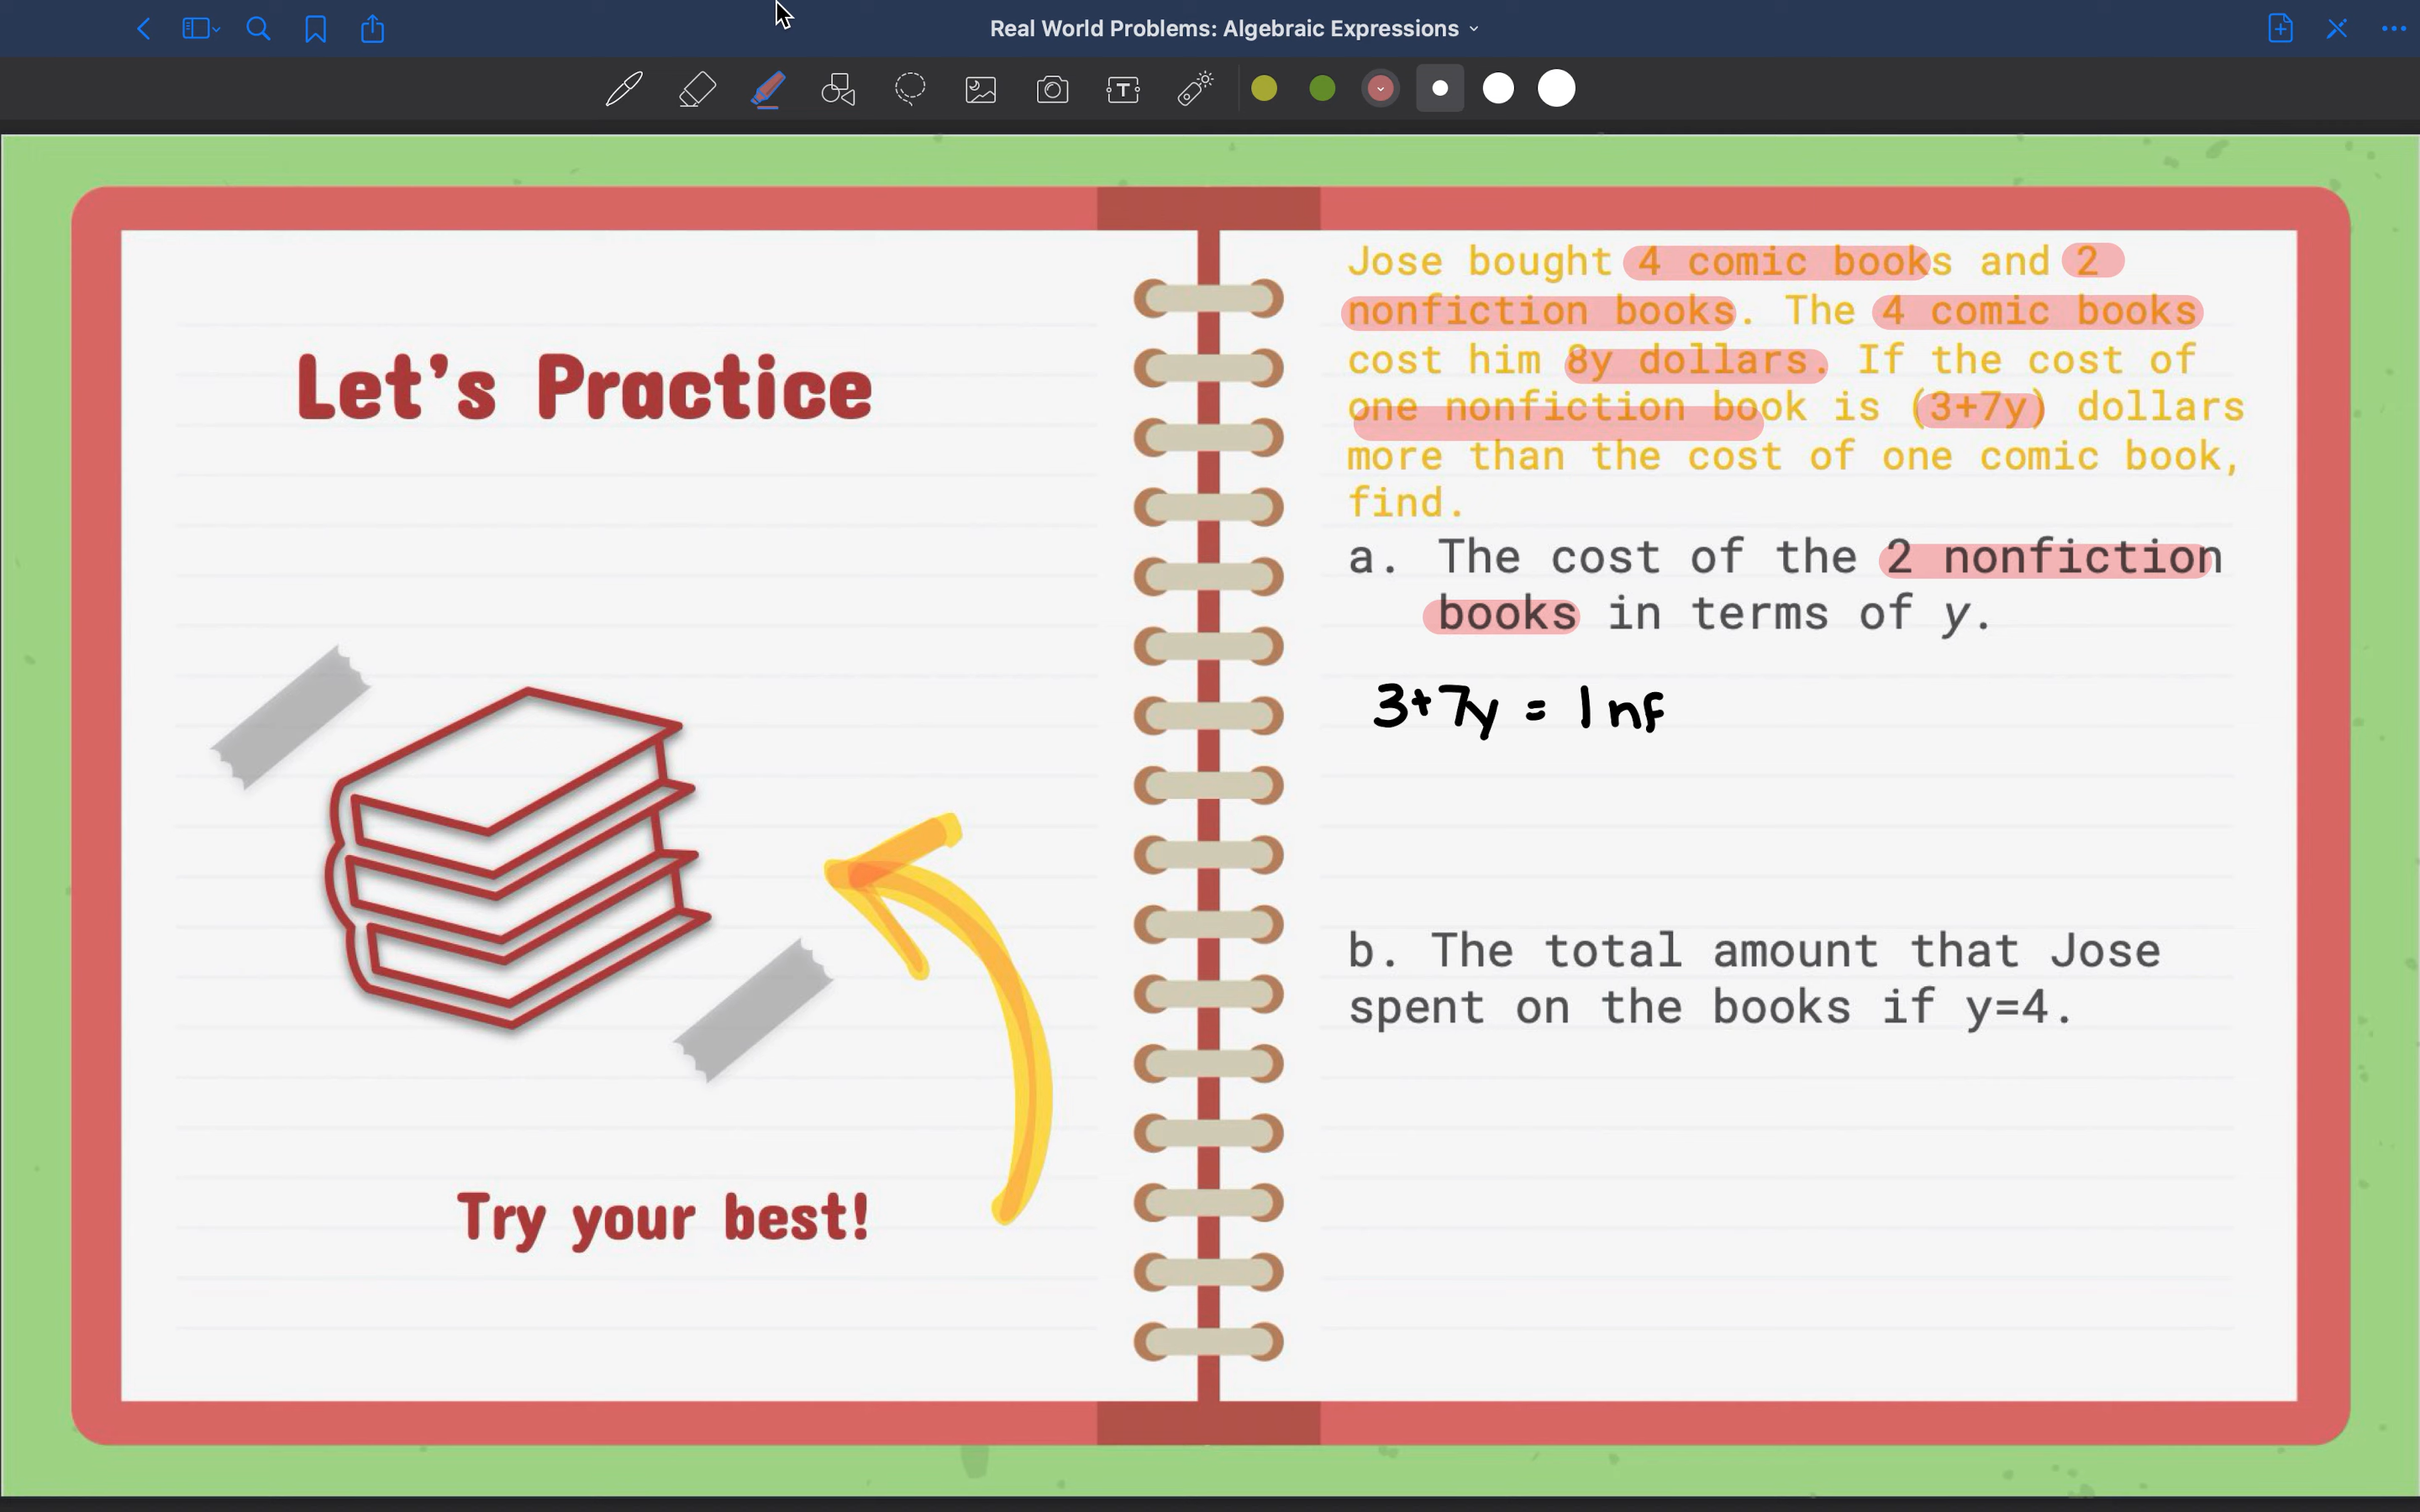 Real World Problems: Algebraic Expressions
T
Let's Practice
Try your best!
Jose bought 4 comic books and 2
nonfiction books. The 4 comic books
cost him 8y dollars. If the cost of
one nonfiction book is (3+7y) dollars
more than the cost of one comic book,
find.
a. The cost of the 2 nonfiction
books in terms of y.
3+7y = 1 nf
b. The total amount that Jose
spent on the books if y=4.